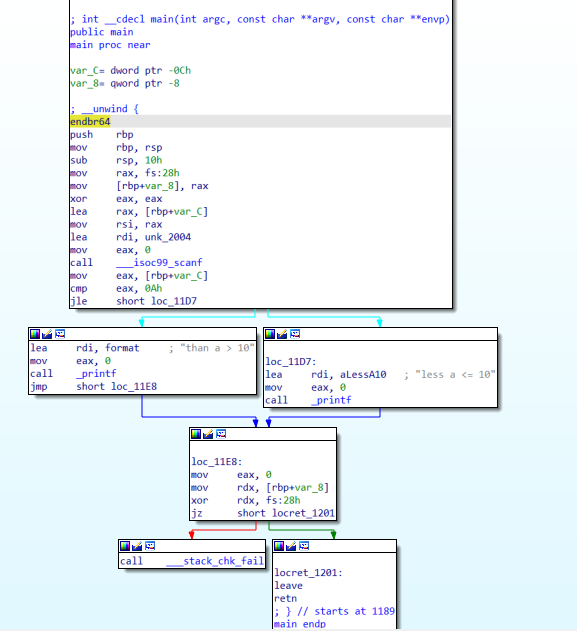 ; int __cdecl main(int argc, const char **argv, const char **envp)
public main
main proc near
var_C= dword ptr -0Ch
var_8= qword ptr -8
; __unwind {
endbr64
push rbp
mov rbp, rsp
sub rsp, 10h
mov rax, fs:28h
mov [rbp+var_8], rax
xor eax, eax
lea rax, [rbp+var_C]
mov rsi, rax
lea rdi, unk_2004
mov eax, 0
call ___isoc99_scanf
mov eax, [rbp+var_C]
cmp eax, 0Ah
jle short loc_11D7
lea rdi, format ; "than a > 10"
mov eax, 0
call _printf
jmp short loc_11E8
loc_11D7:
lea rdi, aLessA10 ; "less a <= 10"
mov eax, 0
call _printf
loc_11E8:
mov eax, 0
mov rdx, [rbp+var_8]
xor rdx, fs:28h
jz short locret_1201
call ___stack_chk_fail
locret_1201:
leave
retn
; } // starts at 1189
main endp